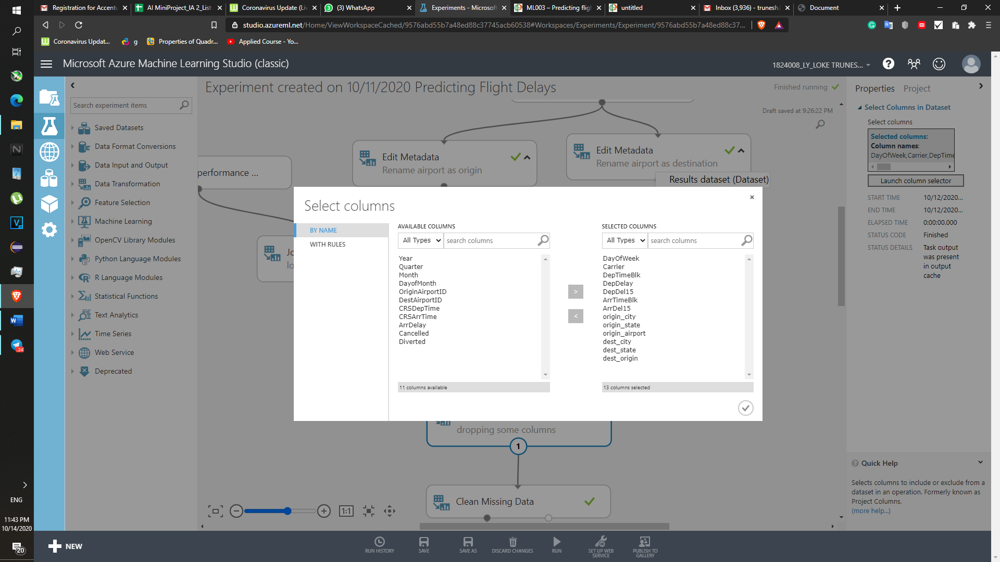 Registration for Accent
AI MiniProject_IA 2_List
Coronavirus Update (Liv
(3) WhatsApp
Experiments - Microsoft
ML003 – Predicting fligh
untitled
Inbox (3,936) - trunesh.l
Document
studio.azureml.net/Home/ViewWorkspaceCached/9576abd55b7a48ed88c37745acb60538#Workspaces/Experiments/Experiment/9576abd55b7a48ed88c37...
Coronavirus Updat...
g
Properties of Quadr...
Applied Course - Yo...
Microsoft Azure Machine Learning Studio (classic)
1824008_LY_LOKE TRUNES...
Experiment created on 10/11/2020 Predicting Flight Delays
Finished running
Draft saved at 9:26:22 PM
Search experiment items
Saved Datasets
Data Format Conversions
Data Input and Output
Data Transformation
Feature Selection
Machine Learning
OpenCV Library Modules
Python Language Modules
R Language Modules
Statistical Functions
Text Analytics
Time Series
Web Service
Deprecated
performance ...
Edit Metadata
Rename airport as origin
Edit Metadata
Rename airport as destination
Results dataset (Dataset)
Jo
lo
Select columns
BY NAME
WITH RULES
AVAILABLE COLUMNS
All Types
search columns
Year
Quarter
Month
DayofMonth
OriginAirportID
DestAirportID
CRSDepTime
CRSArrTime
ArrDelay
Cancelled
Diverted
11 columns available
>
<
SELECTED COLUMNS
All Types
search columns
DayOfWeek
Carrier
DepTimeBlk
DepDelay
DepDel15
ArrTimeBlk
ArrDel15
origin_city
origin_state
origin_airport
dest_city
dest_state
dest_origin
13 columns selected
dropping some columns
1
Clean Missing Data
1:1
Properties
Project
Select Columns in Dataset
Select columns
Selected columns:
Column names:
DayOfWeek,Carrier,DepTime
Launch column selector
START TIME 10/12/2020...
END TIME 10/12/2020...
ELAPSED TIME 0:00:00.000
STATUS CODE Finished
STATUS DETAILS Task output
was present
in output
cache
Quick Help
Selects columns to include or exclude from a
dataset in an operation. Formerly known as
Project Columns.
(more help...)
NEW
RUN HISTORY
SAVE
SAVE AS
DISCARD CHANGES
RUN
SET UP WEB
SERVICE
PUBLISH TO
GALLERY
ENG
11:43 PM
10/14/2020
20
24